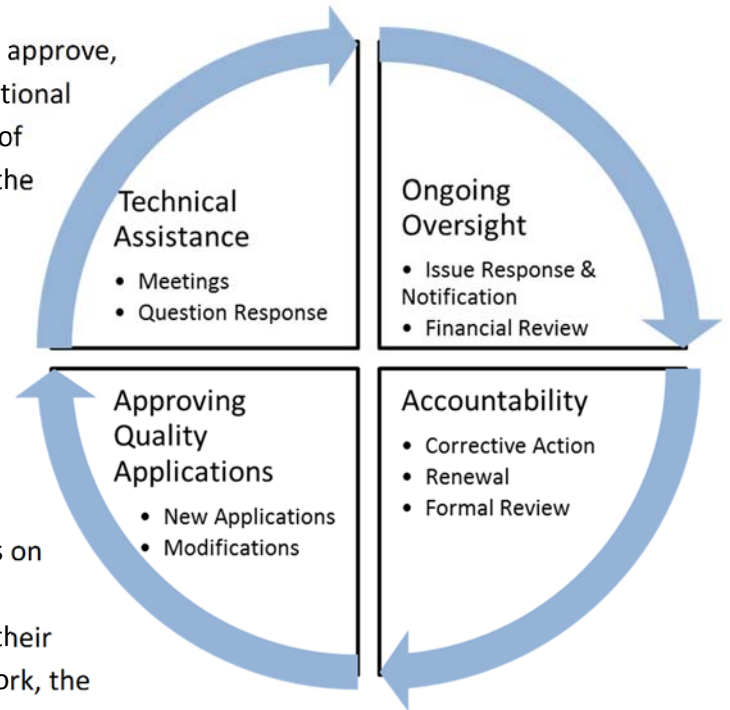 approve,
tional
of
the
Technical
Assistance
• Meetings
• Question Response
Ongoing
Oversight
• Issue Response &
Notification
• Financial Review
Approving
Quality
Applications
• New Applications
• Modifications
Accountability
• Corrective Action
• Renewal
• Formal Review
on
their
the